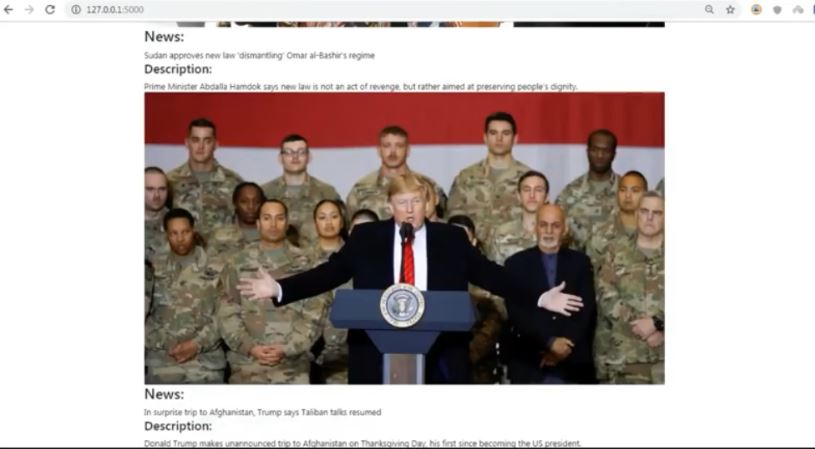 127.0.0.1:5000
News:
Sudan approves new law 'dismantling' Omar al-Bashir's regime
Description:
Prime Minister Abdalla Hamdok says new law is not an act of revenge, but rather aimed at preserving people's dignity.
News:
In surprise trip to Afghanistan, Trump says Taliban talks resumed
Description:
Donald Trump makes unannounced trip to Afghanistan on Thanksgiving Day, his first since becoming the US president.